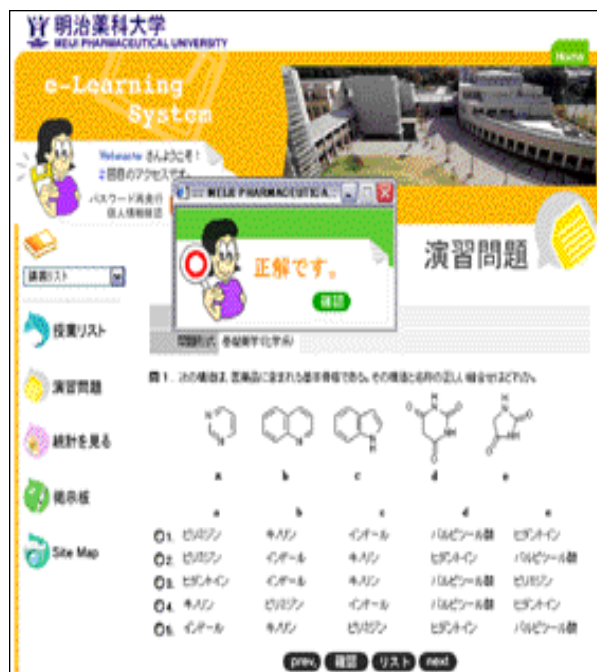 明治薬科大学
MEIJI PHARMACEUTICAL UNIVERSITY
Home
e-Learning
System
Webmaster さんようこそ!
2回目のアクセスです。
パスワード再発行
個人情報確認
MEIJI PHARMACEUTICA...
正解です。
確認
演習問題
講義リスト
授業リスト
演習問題
統計を見る
掲示板
Site Map
問1. 次の構造は、医薬品に含まれる基本骨格である。その構造と名称の正しい組合せはどれか。
a b c d e
a b c d e
1. ピリミジン キノリン インドール バルビツール酸 ヒダントイン
2. ピリミジン インドール キノリン ヒダントイン バルビツール酸
3. ヒダントイン インドール キノリン バルビツール酸 ピリミジン
4. キノリン ピリミジン インドール バルビツール酸 ヒダントイン
5. インドール キノリン ピリミジン ヒダントイン バルビツール酸
prev. 確認 リスト next